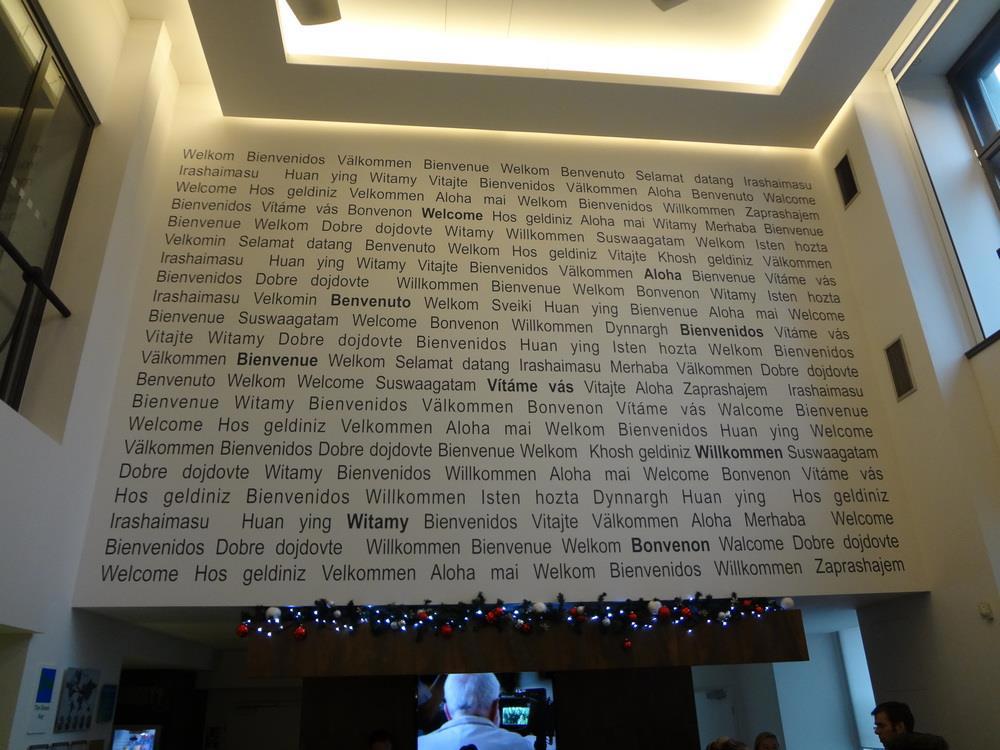 Welkom Bienvenidos Välkommen Bienvenue Welkom Benvenuto Selamat datang Irashaimasu
Irashaimasu Huan ying Witamy Vitajte Bienvenidos Välkommen Aloha Benvenuto Walcome
Welcome Hos geldiniz Velkommen Aloha mai Welkom Bienvenidos Willkommen Zaprashajem
Bienvenidos Vítáme vás Bonvenon Welcome Hos geldiniz Aloha mai Witamy Merhaba Bienvenue
Bienvenue Welkom Dobre dojdovte Witamy Willkommen Suswaagatam Welkom Isten hozta
Velkomin Selamat datang Benvenuto Welkom Hos geldiniz Vitajte Khosh geldiniz Välkommen
Irashaimasu Huan ying Witamy Vitajte Bienvenidos Välkommen Aloha Bienvenue Vítáme vás
Bienvenidos Dobre dojdovte Willkommen Bienvenue Welkom Bonvenon Witamy Isten hozta
Irashaimasu Velkomin Benvenuto Welkom Sveiki Huan ying Bienvenue Aloha mai Welcome
Bienvenue Suswaagatam Welcome Bonvenon Willkommen Dynnargh Bienvenidos Vítáme vás
Vitajte Witamy Dobre dojdovte Bienvenidos Huan ying Isten hozta Welkom Bienvenidos
Välkommen Bienvenue Welkom Selamat datang Irashaimasu Merhaba Välkommen Dobre dojdovte
Benvenuto Welkom Welcome Suswaagatam Vítáme vás Vitajte Aloha Zaprashajem Irashaimasu
Bienvenue Witamy Bienvenidos Välkommen Bonvenon Vítáme vás Walcome Bienvenue
Welcome Hos geldiniz Velkommen Aloha mai Welkom Bienvenidos Huan ying Welcome
Välkommen Bienvenidos Dobre dojdovte Bienvenue Welkom Khosh geldiniz Willkommen Suswaagatam
Dobre dojdovte Witamy Bienvenidos Willkommen Aloha mai Welcome Bonvenon Vítáme vás
Hos geldiniz Bienvenidos Willkommen Isten hozta Dynnargh Huan ying Hos geldiniz
Irashaimasu Huan ying Witamy Bienvenidos Vitajte Välkommen Aloha Merhaba Welcome
Bienvenidos Dobre dojdovte Willkommen Bienvenue Welkom Bonvenon Walcome Dobre dojdovte
Welcome Hos geldiniz Velkommen Aloha mai Welkom Bienvenidos Willkommen Zaprashajem